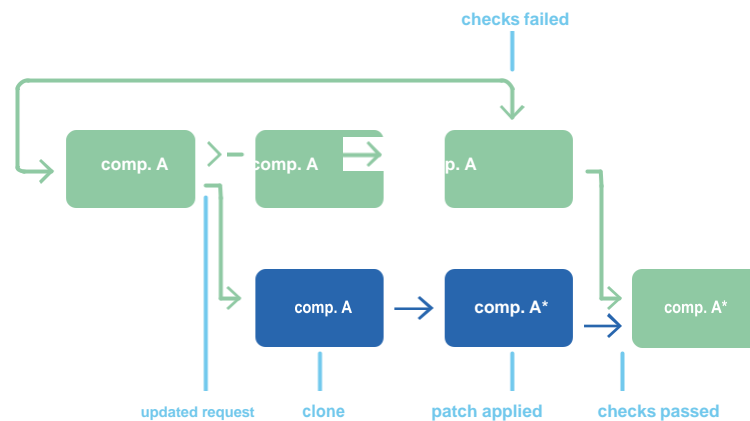 checks failed
comp. A
comp. A
p. A
comp. A
comp. A*
comp. A*
updated request
clone
patch applied
checks passed